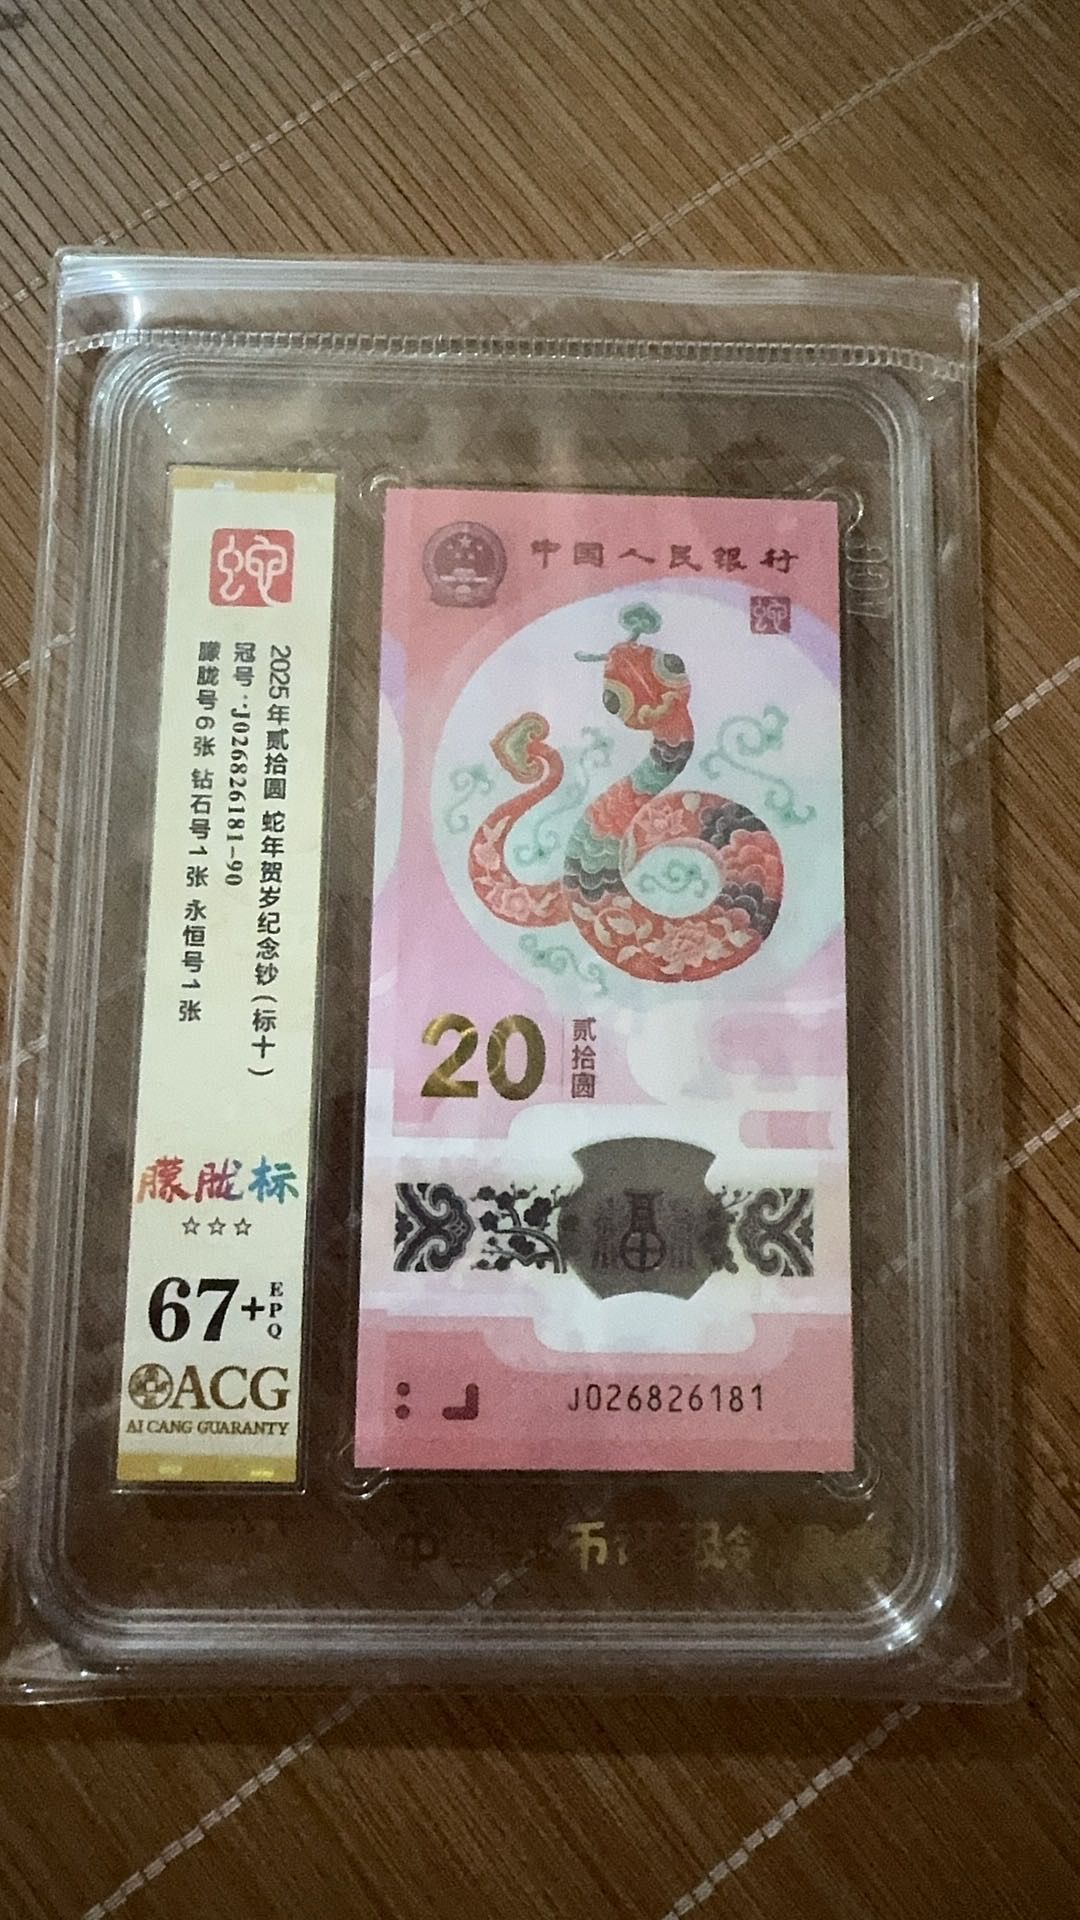 蛇
2025年贰拾圆 蛇年贺岁纪念钞(标十)
冠号:J026826181-90
朦胧号6张 钻石号1张 永恒号1张
朦胧标
☆☆☆
67+
EPQ
ACG
AI CANG GUARANTY
中国人民银行
蛇
20
贰拾圆
J026826181
ACG
币